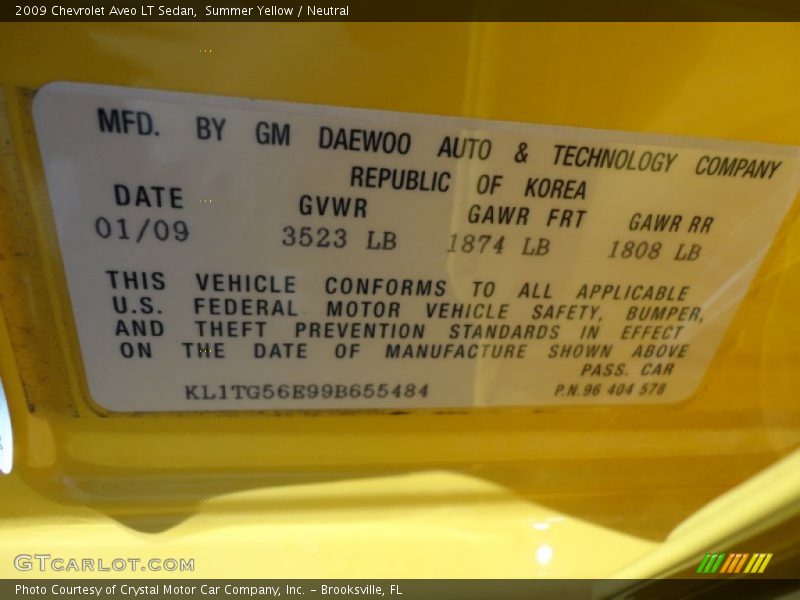 2009 Chevrolet Aveo LT Sedan, Summer Yellow / Neutral
MFD. BY GM DAEWOO AUTO & TECHNOLOGY COMPANY
REPUBLIC OF KOREA
DATE GVWR GAWR FRT GAWR RR
01/09 3523 LB 1874 LB 1808 LB
THIS VEHICLE CONFORMS TO ALL APPLICABLE
U.S. FEDERAL MOTOR VEHICLE SAFETY, BUMPER,
AND THEFT PREVENTION STANDARDS IN EFFECT
ON THE DATE OF MANUFACTURE SHOWN ABOVE
PASS. CAR
KL1TG56E99B655484 P.N.96 404 578
GTCARLOT.COM
Photo Courtesy of Crystal Motor Car Company, Inc. – Brooksville, FL